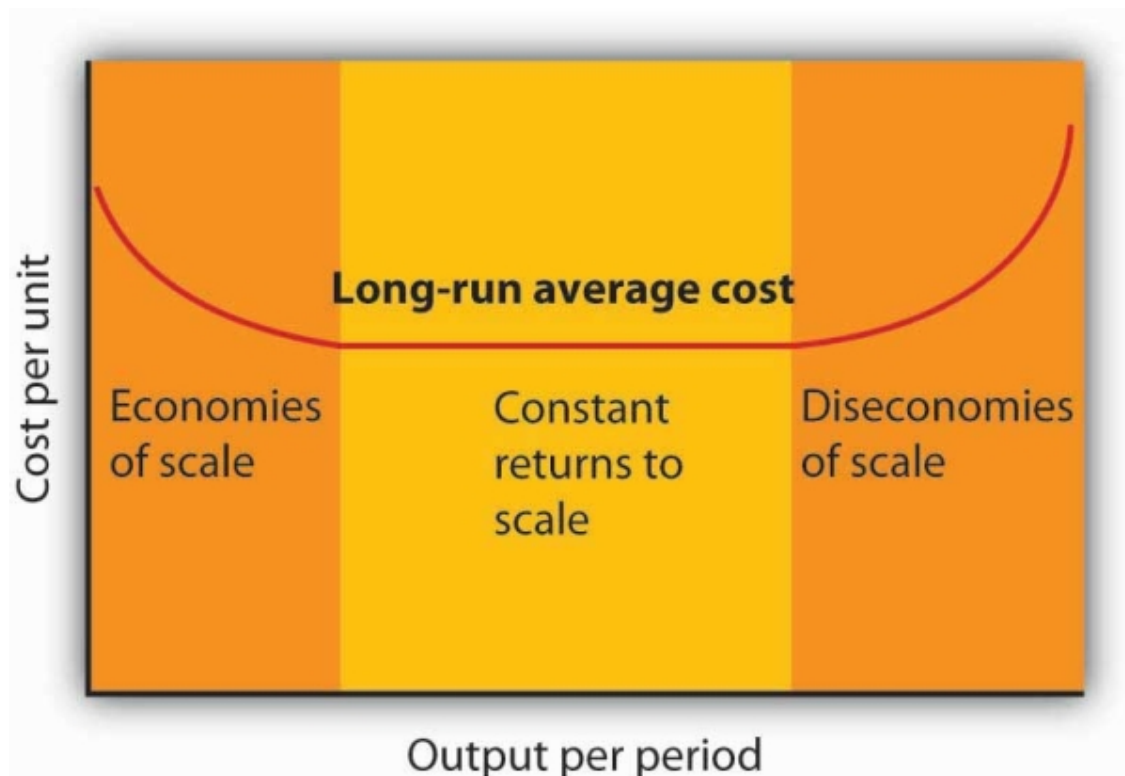 Cost per unit
Long-run average cost
Economies
of scale
Constant
returns to
scale
Diseconomies
of scale
Output per period